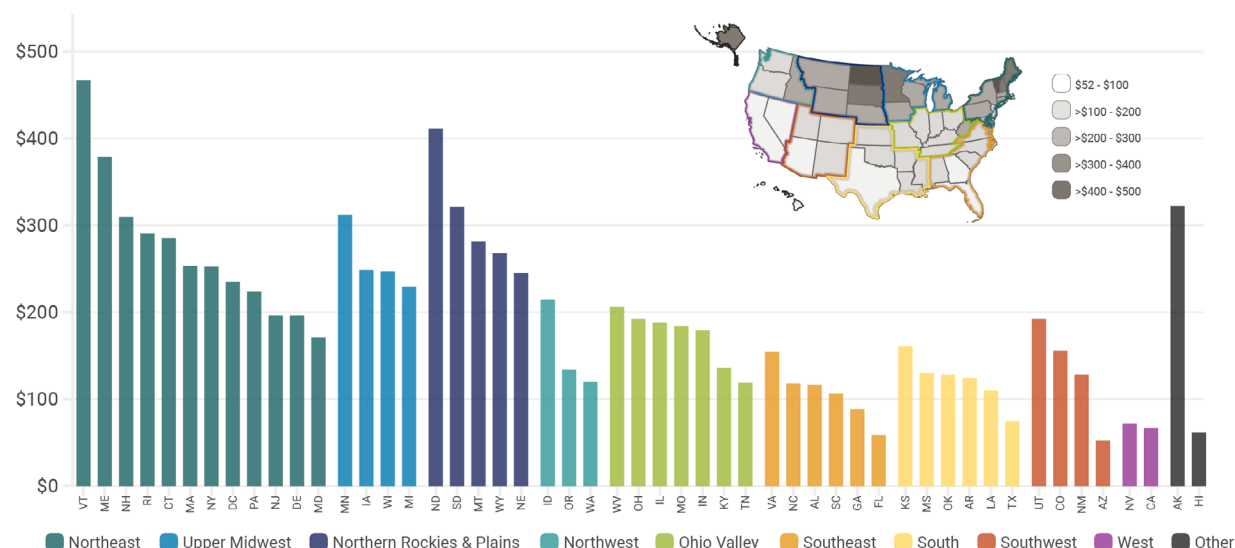 $500
$400
$300
$200
$100
$0
$52 - $100
>$100 - $200
>$200 - $300
>$300 - $400
>$400 - $500
VT ME NH RI CT MA NY DC PA NJ DE MD MN IA WI MI ND SD MT WY NE ID OR WA WV OH IL MO IN KY TN VA NC AL SC GA FL KS MS OK AR LA TX UT CO NM AZ NV CA AK HI
Northeast Upper Midwest Northern Rockies & Plains Northwest Ohio Valley Southeast South Southwest West Other